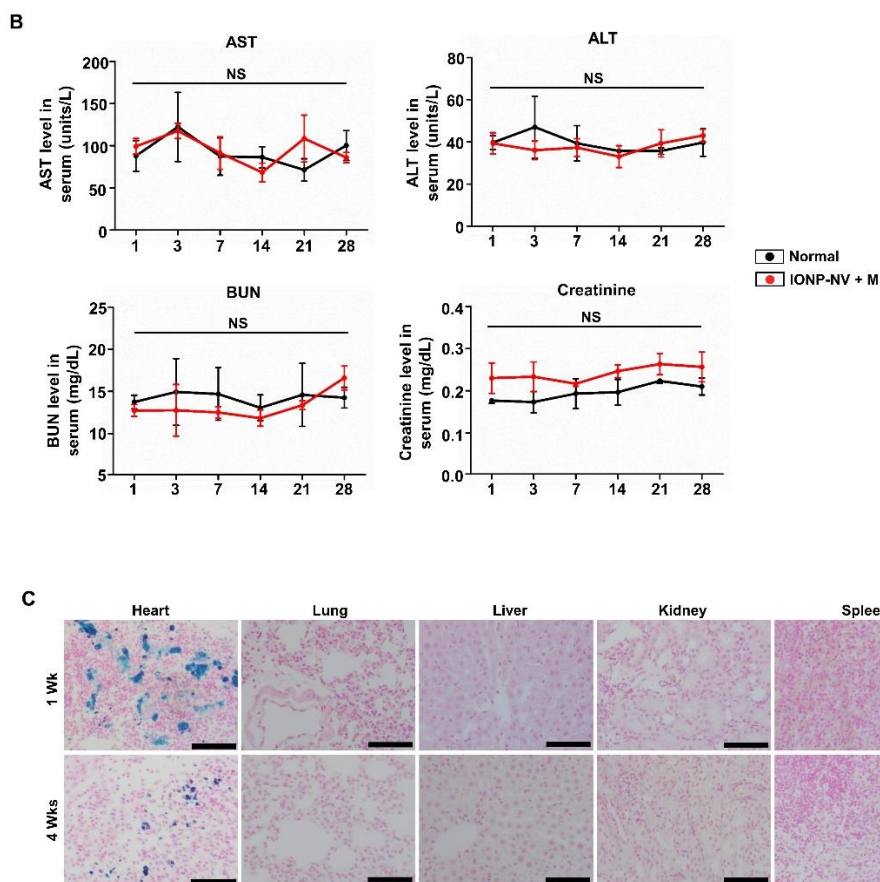 B
AST
AST level in
serum (units/L)
200
150
100
50
0
NS
1 3 7 14 21 28
ALT
ALT level in
serum (units/L)
80
60
40
20
0
NS
1 3 7 14 21 28
Normal
IONP-NV + M
BUN
BUN level in
serum (mg/dL)
25
20
15
10
5
NS
1 3 7 14 21 28
Creatinine
Creatinine level in
serum (mg/dL)
0.4
0.3
0.2
0.1
0.0
NS
1 3 7 14 21 28
C
Heart Lung Liver Kidney Splee
1 Wk
4 Wks